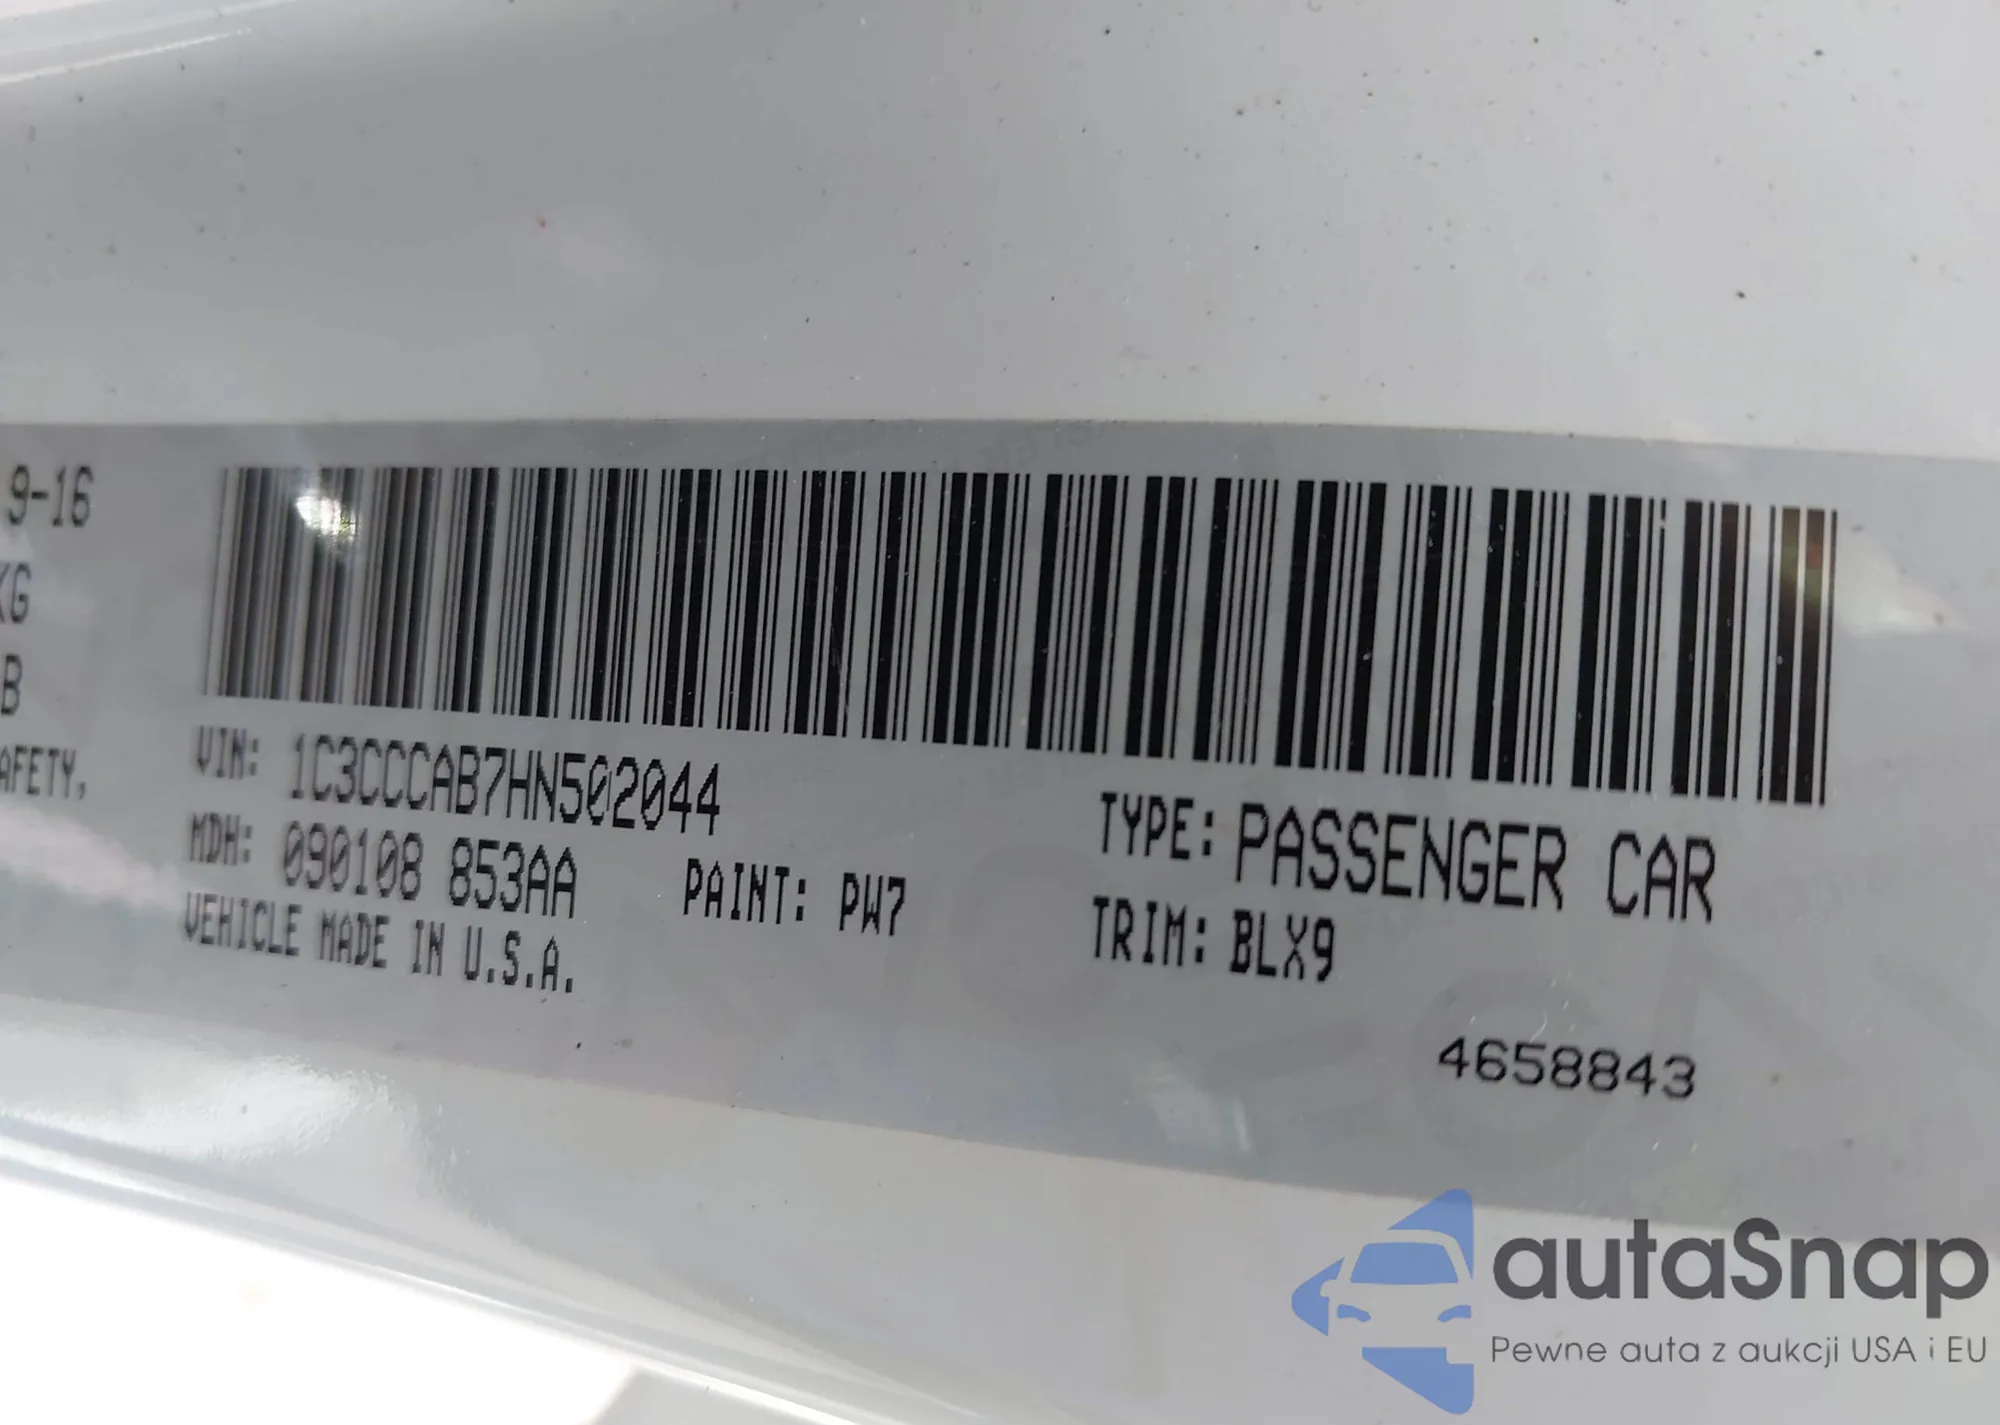 9-16
KG
B
AFETY,
VIN: 1C3CCCAB7HN502044
MDH: 090108 853AA
PAINT: PW7
VEHICLE MADE IN U.S.A.
TYPE: PASSENGER CAR
TRIM: BLX9
4658843
autaSnap
Pewne auta z aukcji USA i EU